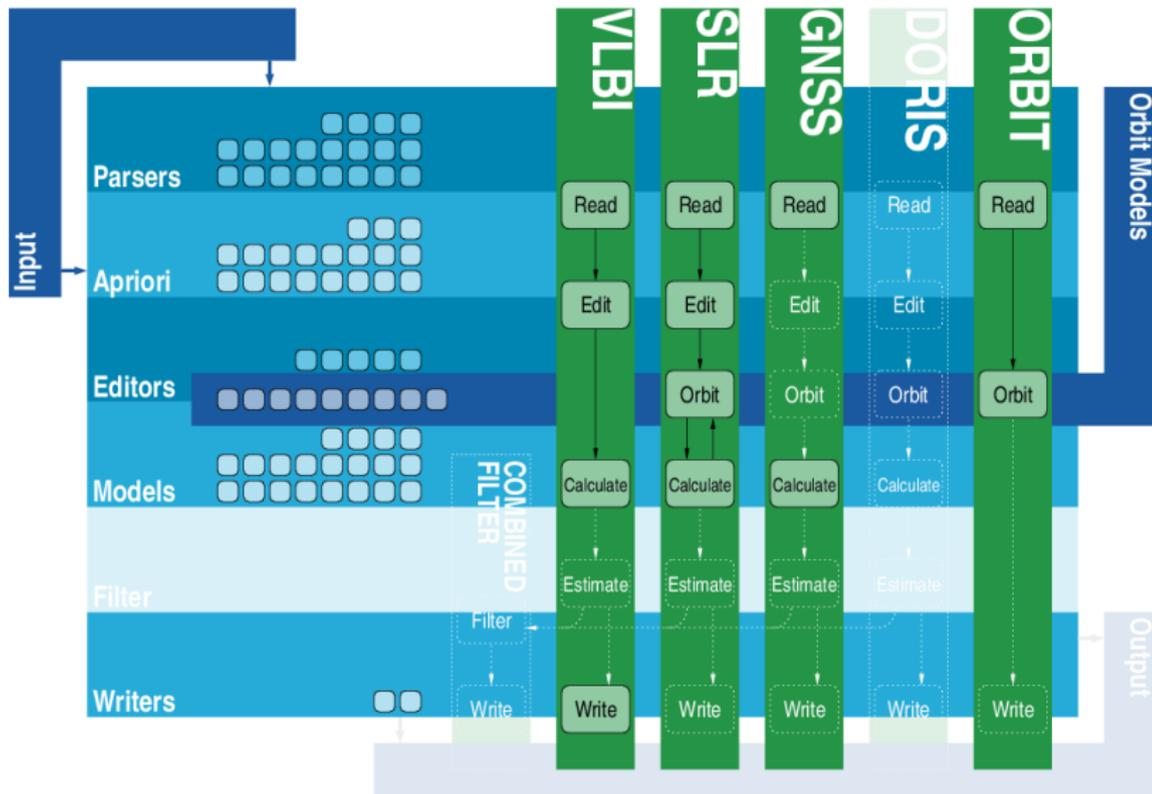 VLBI
SLR
GNSS
DORIS
ORBIT
Input
Orbit Models
Parsers
Read Read Read Read Read
Apriori
Edit Edit Edit Edit
Editors
Orbit Orbit Orbit Orbit
Models
Calculate Calculate Calculate Calculate
COMBINED
FILTER
Filter
Estimate Estimate Estimate Estimate
Filter
Output
Writers
Write Write Write Write Write Write